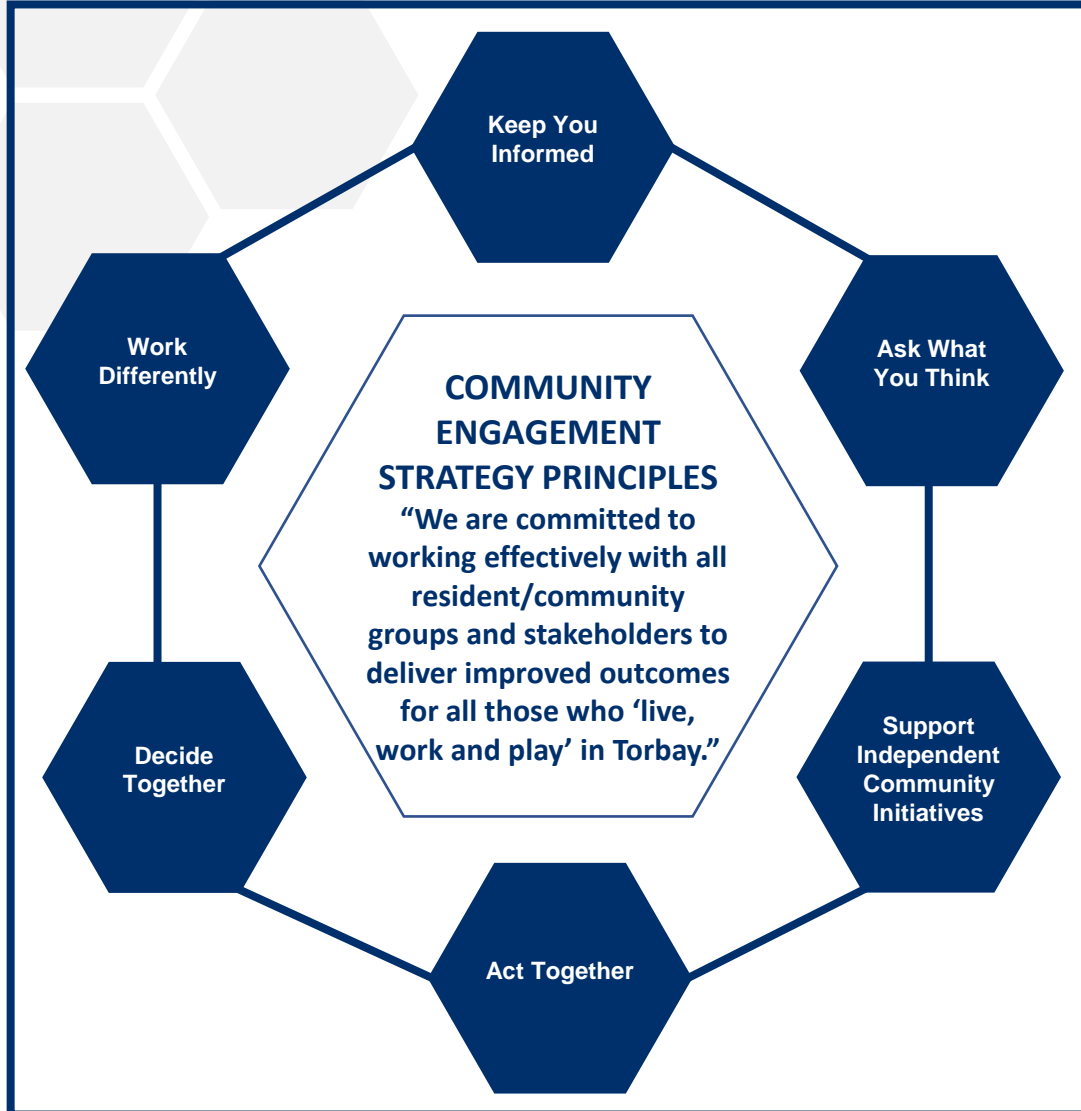 Keep You
Informed
Work
Differently
Ask What
You Think
COMMUNITY
ENGAGEMENT
STRATEGY PRINCIPLES
“We are committed to
working effectively with all
resident/community
groups and stakeholders to
deliver improved outcomes
for all those who ‘live,
work and play’ in Torbay.”
Decide
Together
Support
Independent
Community
Initiatives
Act Together